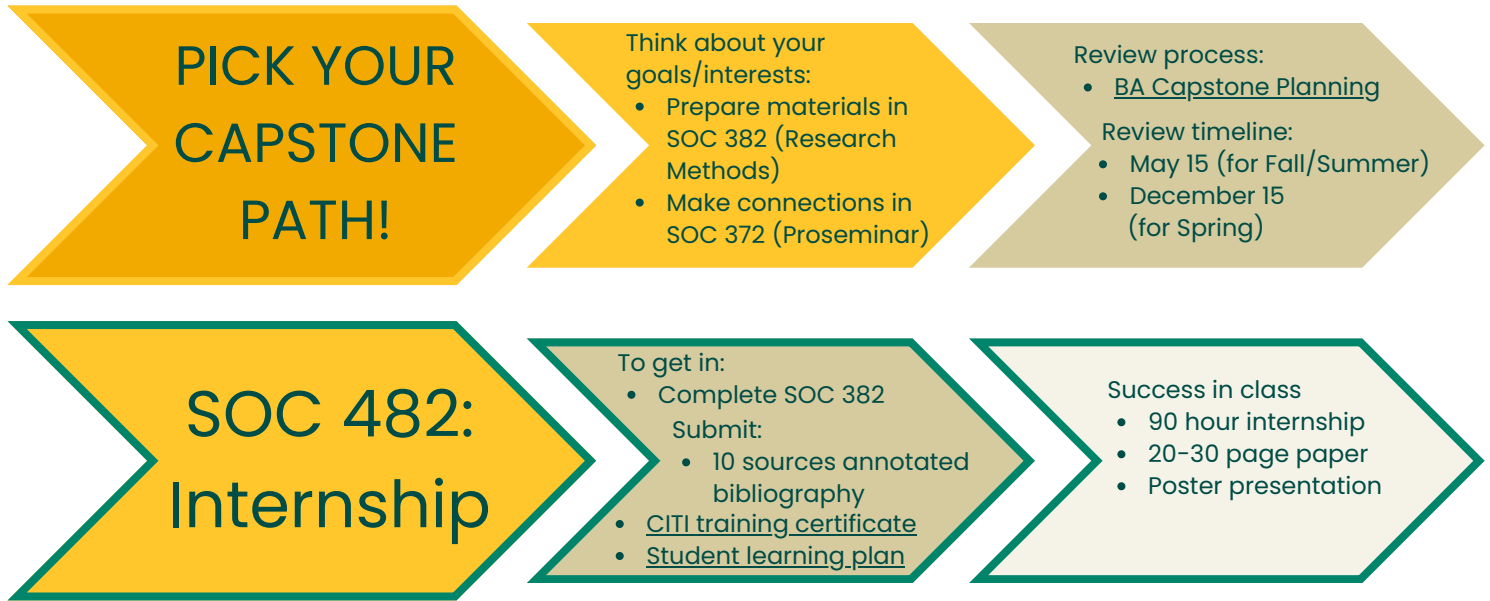 PICK YOUR
CAPSTONE
PATH!
Think about your
goals/interests:
• Prepare materials in
SOC 382 (Research
Methods)
• Make connections in
SOC 372 (Proseminar)
Review process:
• BA Capstone Planning
Review timeline:
• May 15 (for Fall/Summer)
• December 15
(for Spring)
SOC 482:
Internship
To get in:
• Complete SOC 382
Submit:
• 10 sources annotated
bibliography
• CITI training certificate
• Student learning plan
Success in class
• 90 hour internship
• 20-30 page paper
• Poster presentation